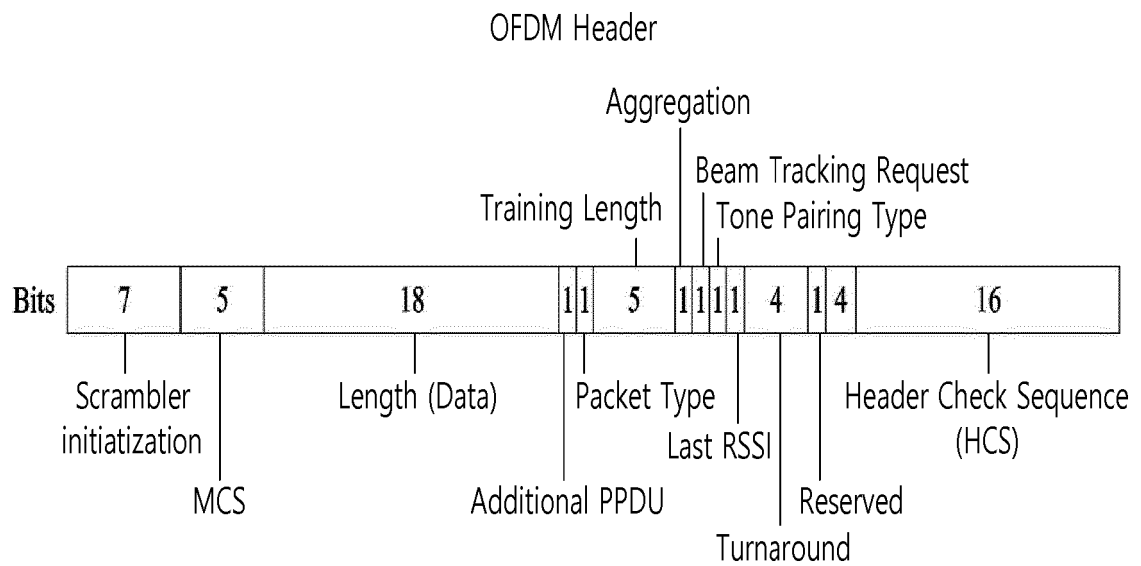 OFDM Header
Aggregation
Beam Tracking Request
Training Length
Tone Pairing Type
Bits 7 5 18 1 1 5 1 1 1 1 4 1 4 16
Scrambler
initiatization
Length (Data)
Packet Type
Header Check Sequence
(HCS)
Last RSSI
MCS
Additional PPDU
Reserved
Turnaround